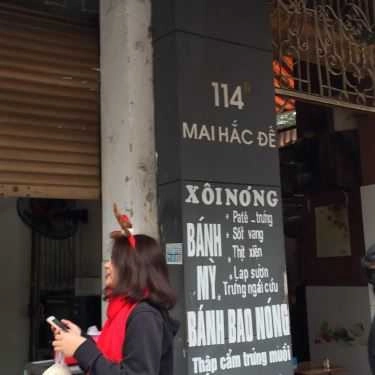 114
MAI HẮC ĐẾ
XÔI NÓNG
BÁNH MỲ
+ Patê _ trứng
+ Sốt vang
Thịt xiên
+ Lạp sườn
Trứng ngải cứu
BÁNH BAO NÓNG
Thập cẩm trứng muối